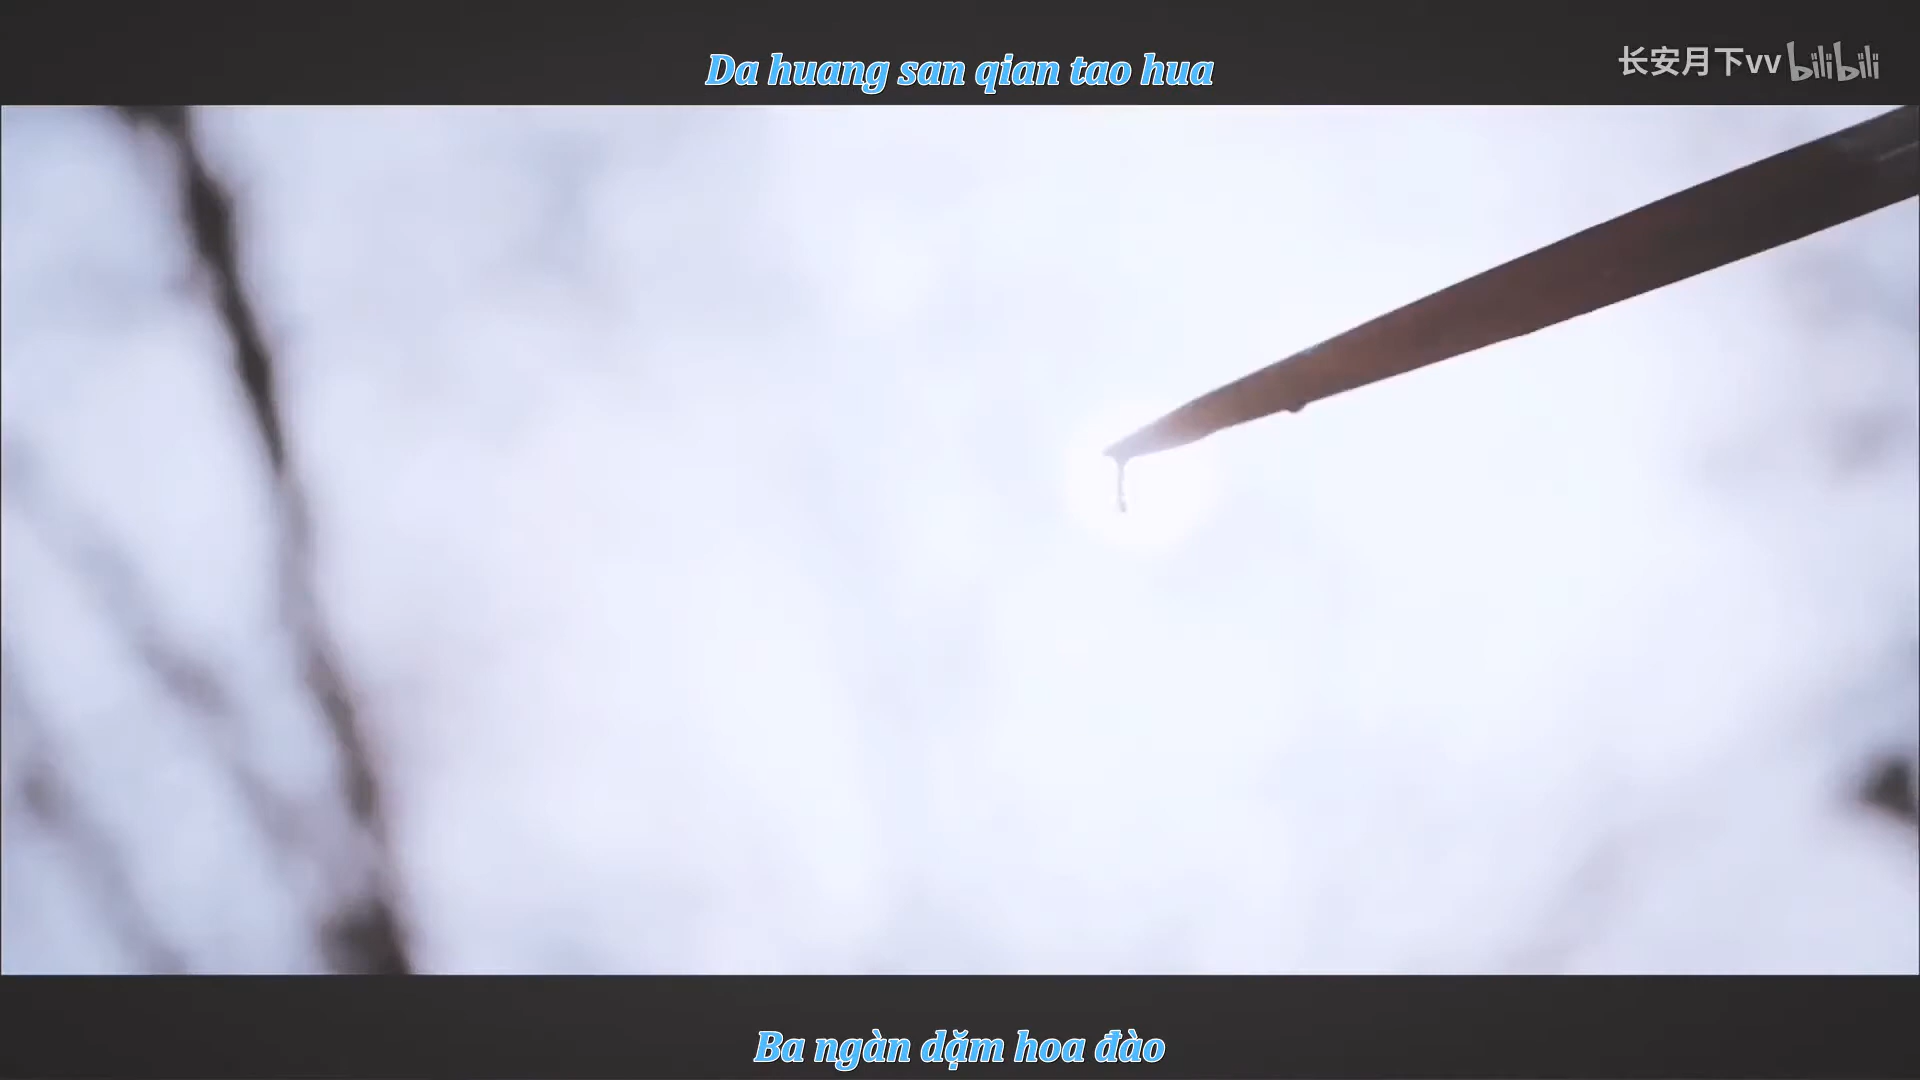 Da huang san qian tao hua
长安月下vv bilibili
Ba ngàn dặm hoa đào